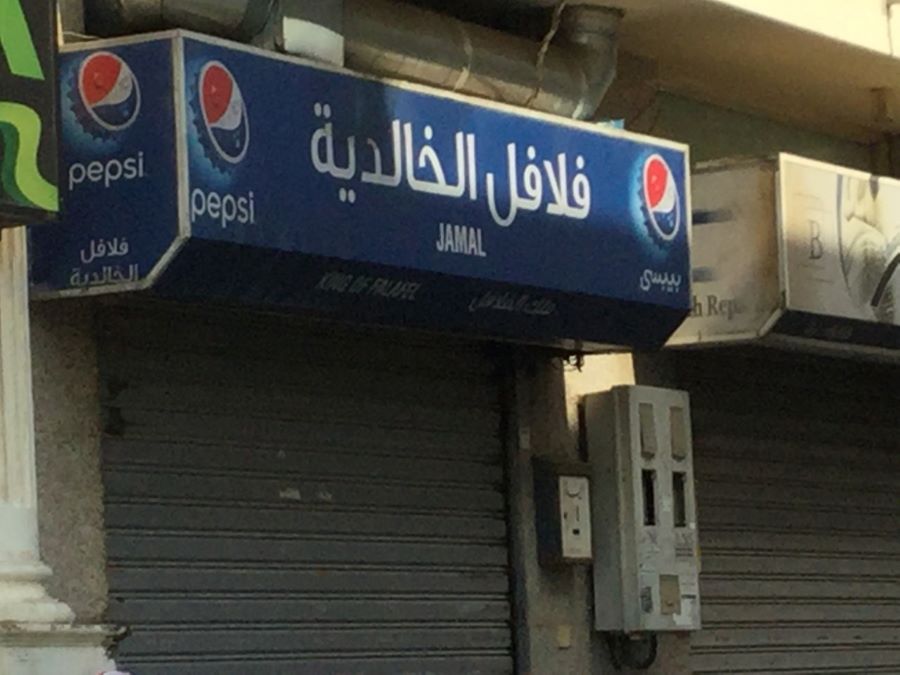 pepsi
فلافل
الخالدية
pepsi
فلافل الخالدية
JAMAL
بيبسي
KING OF FALAFEL
ملك الفلافل
B